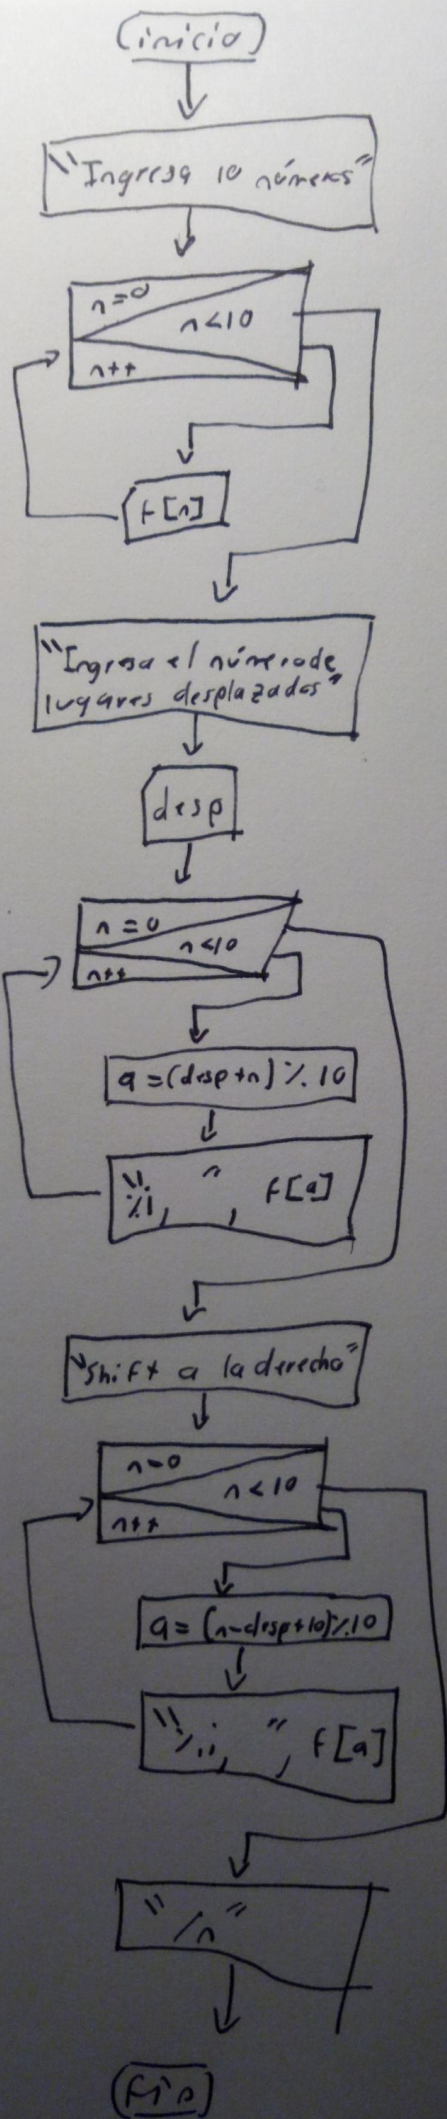 inicio
"Ingresa 10 números"
n=0
n<10
n++
f[n]
"Ingresa el número de
lugares desplazados"
desp
n=0
n<10
n++
a=(desp+n)%10
"%i, ", f[a]
"Shift a la derecha"
n=0
n<10
n++
a=(n-desp+10)%10
"%i, ", f[a]
"/n"
Fin